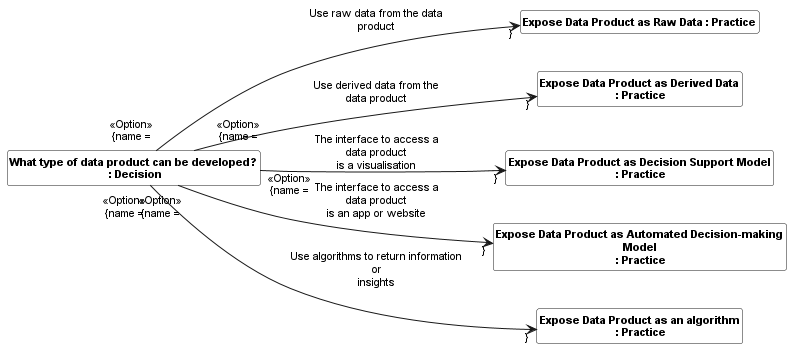 Use raw data from the data
product
}
Expose Data Product as Raw Data : Practice
Use derived data from the
data product
}
Expose Data Product as Derived Data
: Practice
«Option»
{name =
«Option»
{name =
The interface to access a
data product
is a visualisation
}
Expose Data Product as Decision Support Model
: Practice
What type of data product can be developed?
: Decision
«Option»
{name =
The interface to access a
data product
is an app or website
}
Expose Data Product as Automated Decision-making
Model
: Practice
«Option»
{name =
«Option»
{name =
Use algorithms to return information
or
insights
}
Expose Data Product as an algorithm
: Practice